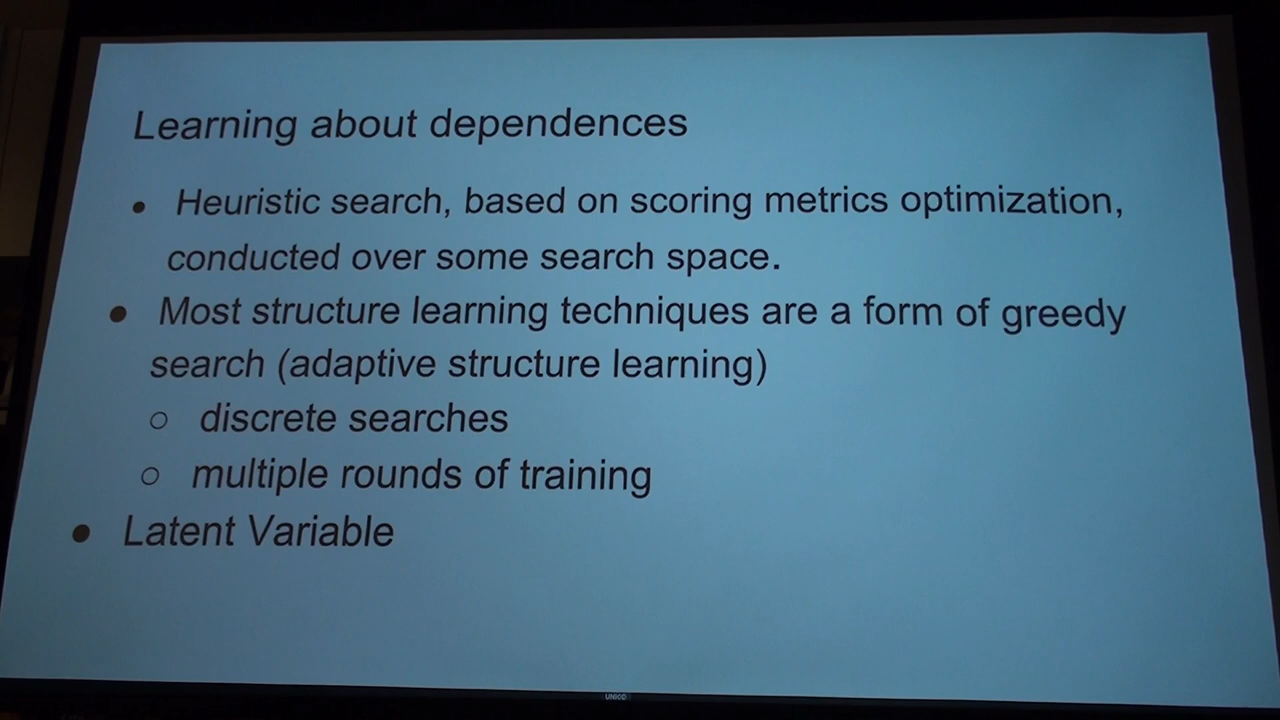 Learning about dependences
• Heuristic search, based on scoring metrics optimization,
conducted over some search space.
• Most structure learning techniques are a form of greedy
search (adaptive structure learning)
○ discrete searches
○ multiple rounds of training
• Latent Variable
UNICO